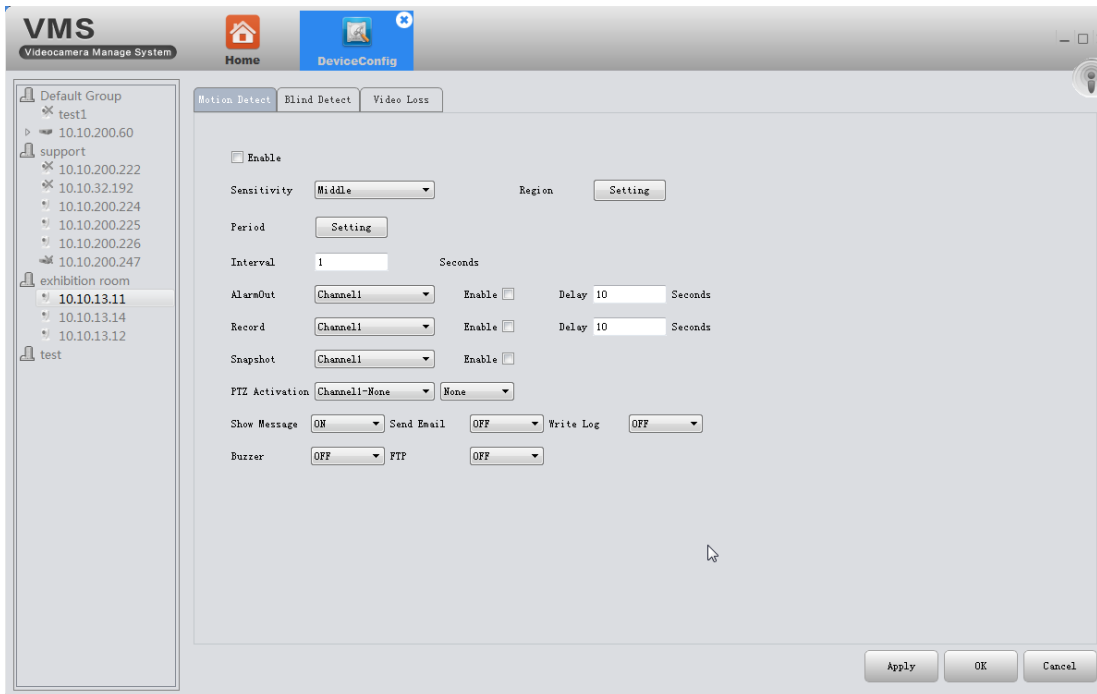 VMS
Videocamera Manage System
Home
DeviceConfig
Default Group
test1
10.10.200.60
support
10.10.200.222
10.10.32.192
10.10.200.224
10.10.200.225
10.10.200.226
10.10.200.247
exhibition room
10.10.13.11
10.10.13.14
10.10.13.12
test
Motion Detect Blind Detect Video Loss
Enable
Sensitivity Middle Region Setting
Period Setting
Interval 1 Seconds
AlarmOut Channel1 Enable Delay 10 Seconds
Record Channel1 Enable Delay 10 Seconds
Snapshot Channel1 Enable
PTZ Activation Channel1-None None
Show Message ON Send Email OFF Write Log OFF
Buzzer OFF FTP OFF
Apply OK Cancel